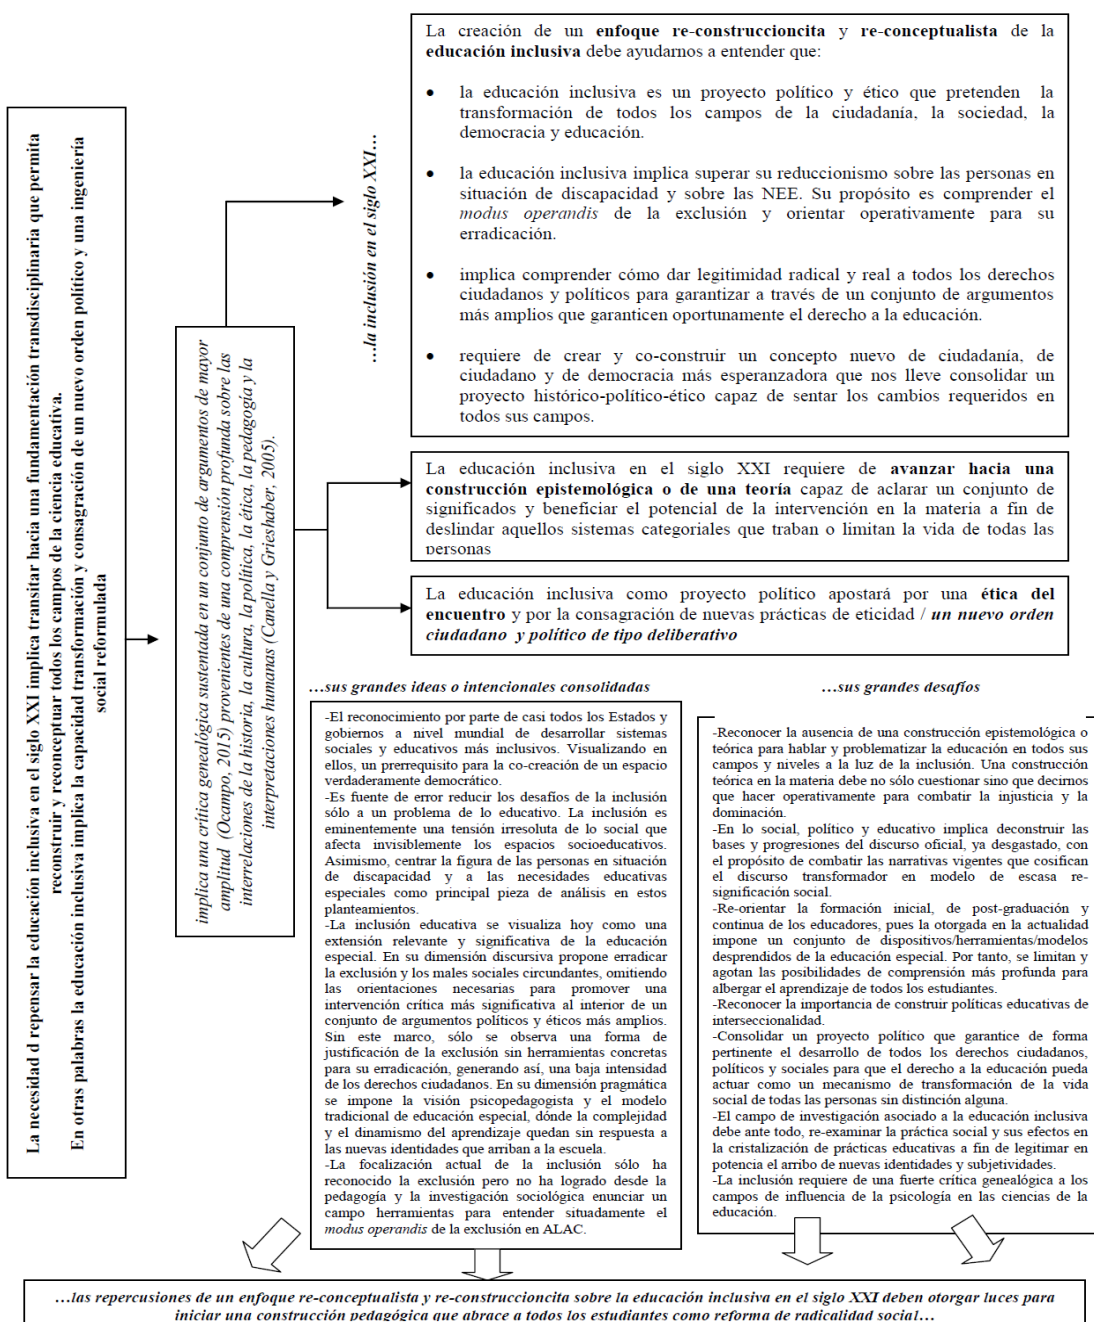 La necesidad d repensar la educación inclusiva en el siglo XXI implica transitar hacia una fundamentación transdisciplinaria que permita
reconstruir y reconceptuar todos los campos de la ciencia educativa.
En otras palabras la educación inclusiva implica la capacidad transformación y consagración de un nuevo orden político y una ingeniería
social reformulada
implica una crítica genealógica sustentada en un conjunto de argumentos de mayor
amplitud (Ocampo, 2015) provenientes de una comprensión profunda sobre las
interrelaciones de la historia, la cultura, la política, la ética, la pedagogía y la
interpretaciones humanas (Canella y Grieshaber, 2005).
…la inclusión en el siglo XXI…
La creación de un enfoque re-construccioncita y re-conceptualista de la
educación inclusiva debe ayudarnos a entender que:
• la educación inclusiva es un proyecto político y ético que pretenden la
transformación de todos los campos de la ciudadanía, la sociedad, la
democracia y educación.
• la educación inclusiva implica superar su reduccionismo sobre las personas en
situación de discapacidad y sobre las NEE. Su propósito es comprender el
modus operandis de la exclusión y orientar operativamente para su
erradicación.
• implica comprender cómo dar legitimidad radical y real a todos los derechos
ciudadanos y políticos para garantizar a través de un conjunto de argumentos
más amplios que garanticen oportunamente el derecho a la educación.
• requiere de crear y co-construir un concepto nuevo de ciudadanía, de
ciudadano y de democracia más esperanzadora que nos lleve consolidar un
proyecto histórico-político-ético capaz de sentar los cambios requeridos en
todos sus campos.
La educación inclusiva en el siglo XXI requiere de avanzar hacia una
construcción epistemológica o de una teoría capaz de aclarar un conjunto de
significados y beneficiar el potencial de la intervención en la materia a fin de
deslindar aquellos sistemas categoriales que traban o limitan la vida de todas las
personas
La educación inclusiva como proyecto político apostará por una ética del
encuentro y por la consagración de nuevas prácticas de eticidad / un nuevo orden
ciudadano y político de tipo deliberativo
…sus grandes ideas o intencionales consolidadas
-El reconocimiento por parte de casi todos los Estados y
gobiernos a nivel mundial de desarrollar sistemas
sociales y educativos más inclusivos. Visualizando en
ellos, un prerrequisito para la co-creación de un espacio
verdaderamente democrático.
-Es fuente de error reducir los desafíos de la inclusión
sólo a un problema de lo educativo. La inclusión es
eminentemente una tensión irresoluta de lo social que
afecta invisiblemente los espacios socioeducativos.
Asimismo, centrar la figura de las personas en situación
de discapacidad y a las necesidades educativas
especiales como principal pieza de análisis en estos
planteamientos.
-La inclusión educativa se visualiza hoy como una
extensión relevante y significativa de la educación
especial. En su dimensión discursiva propone erradicar
la exclusión y los males sociales circundantes, omitiendo
las orientaciones necesarias para promover una
intervención crítica más significativa al interior de un
conjunto de argumentos políticos y éticos más amplios.
Sin este marco, sólo se observa una forma de
justificación de la exclusión sin herramientas concretas
para su erradicación, generando así, una baja intensidad
de los derechos ciudadanos. En su dimensión pragmática
se impone la visión psicopedagogista y el modelo
tradicional de educación especial, dónde la complejidad
y el dinamismo del aprendizaje quedan sin respuesta a
las nuevas identidades que arriban a la escuela.
-La focalización actual de la inclusión sólo ha
reconocido la exclusión pero no ha logrado desde la
pedagogía y la investigación sociológica enunciar un
campo herramientas para entender situadamente el
modus operandis de la exclusión en ALAC.
…sus grandes desafíos
-Reconocer la ausencia de una construcción epistemológica o
teórica para hablar y problematizar la educación en todos sus
campos y niveles a la luz de la inclusión. Una construcción
teórica en la materia debe no sólo cuestionar sino que decirnos
que hacer operativamente para combatir la injusticia y la
dominación.
-En lo social, político y educativo implica deconstruir las
bases y progresiones del discurso oficial, ya desgastado, con
el propósito de combatir las narrativas vigentes que cosifican
el discurso transformador en modelo de escasa re-
significación social.
-Re-orientar la formación inicial, de post-graduación y
continua de los educadores, pues la otorgada en la actualidad
impone un conjunto de dispositivos/herramientas/modelos
desprendidos de la educación especial. Por tanto, se limitan y
agotan las posibilidades de comprensión más profunda para
albergar el aprendizaje de todos los estudiantes.
-Reconocer la importancia de construir políticas educativas de
interseccionalidad.
-Consolidar un proyecto político que garantice de forma
pertinente el desarrollo de todos los derechos ciudadanos,
políticos y sociales para que el derecho a la educación pueda
actuar como un mecanismo de transformación de la vida
social de todas las personas sin distinción alguna.
-El campo de investigación asociado a la educación inclusiva
debe ante todo, re-examinar la práctica social y sus efectos en
la cristalización de prácticas educativas a fin de legitimar en
potencia el arribo de nuevas identidades y subjetividades.
-La inclusión requiere de una fuerte crítica genealógica a los
campos de influencia de la psicología en las ciencias de la
educación.
…las repercusiones de un enfoque re-conceptualista y re-construccioncita sobre la educación inclusiva en el siglo XXI deben otorgar luces para
iniciar una construcción pedagógica que abrace a todos los estudiantes como reforma de radicalidad social…